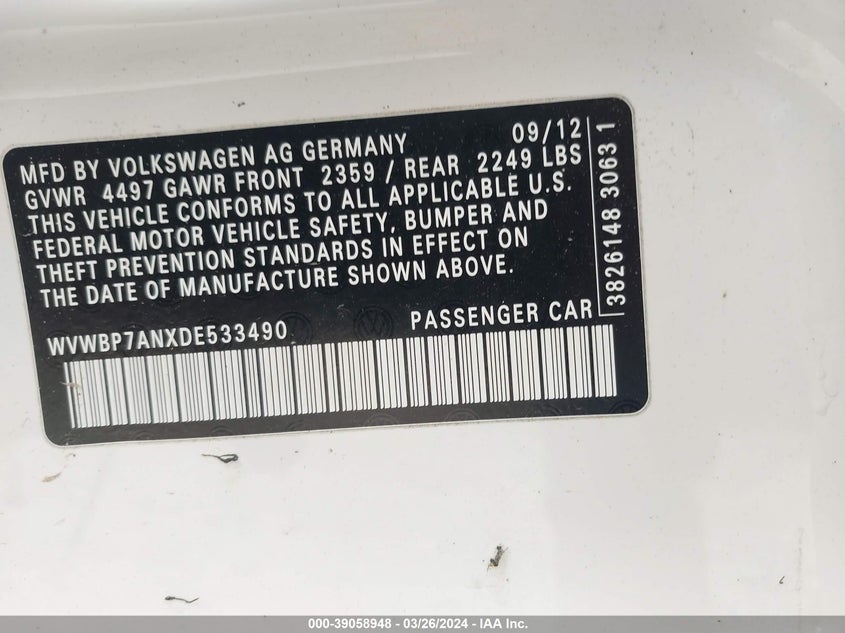 MFD BY VOLKSWAGEN AG GERMANY 09/12
GVWR 4497 GAWR FRONT 2359 / REAR 2249 LBS
THIS VEHICLE CONFORMS TO ALL APPLICABLE U.S.
FEDERAL MOTOR VEHICLE SAFETY, BUMPER AND
THEFT PREVENTION STANDARDS IN EFFECT ON
THE DATE OF MANUFACTURE SHOWN ABOVE.
WVWBP7ANXDE533490 PASSENGER CAR
3826148 3063 1
000-39058948 - 03/26/2024 - IAA Inc.